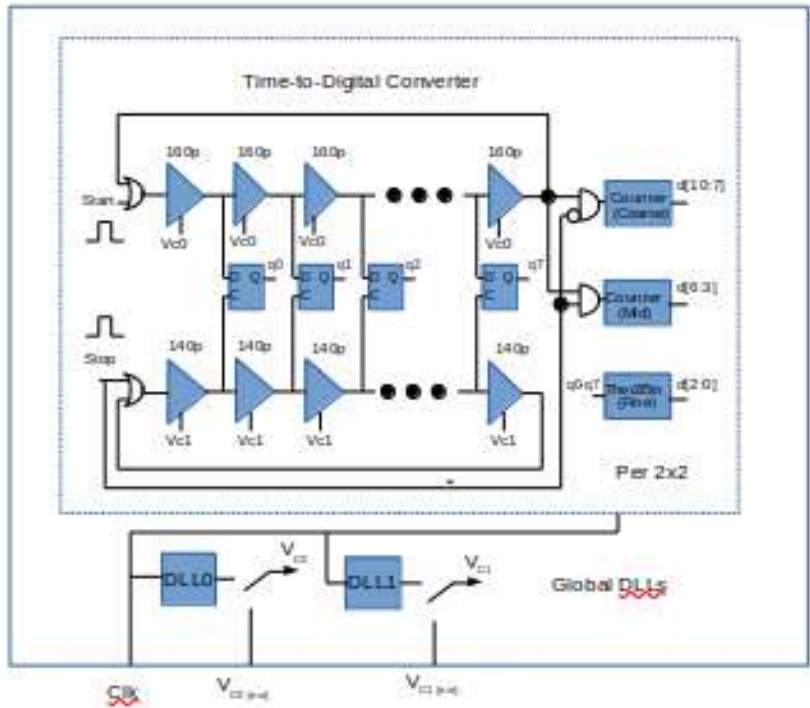 Time-to-Digital Converter
160p 160p 160p 160p
Start
Vc0 Vc0 Vc0 Vc0
Counter
(Coarse)
d[10:7]
D Q q0 D Q q1 D Q q2 D Q q7
C C C C
Counter
(Mid)
d[6:3]
Stop
140p 140p 140p 140p
Vc1 Vc1 Vc1 Vc1
q0-q7
(Fine)
d[2:0]
Per 2x2
DLL0
DLL1
V C1
Global DLLs
Clk